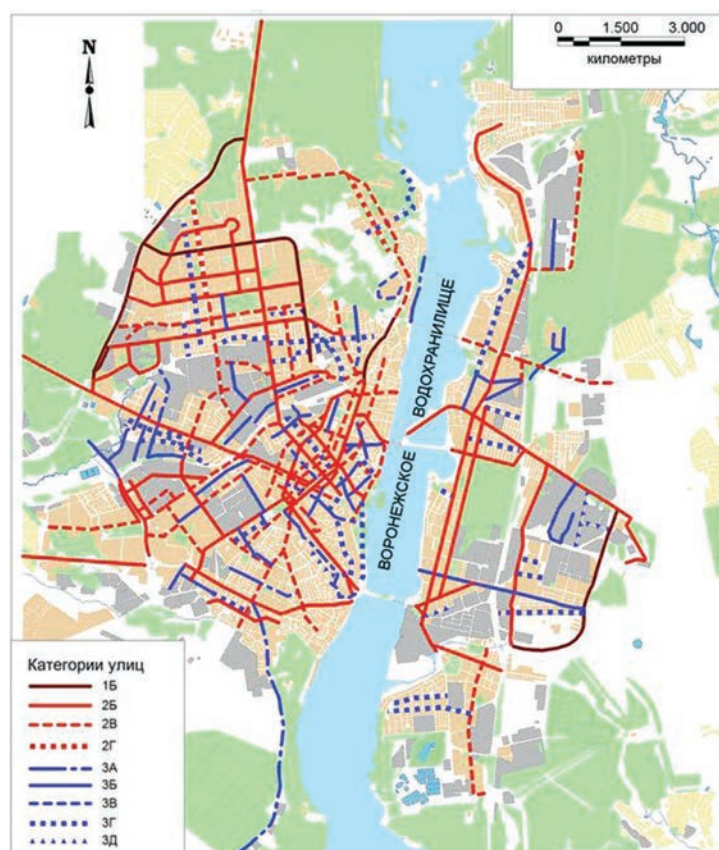 N
0 1.500 3.000
километры
ВОРОНЕЖСКОЕ ВОДОХРАНИЛИЩЕ
Категории улиц
1Б
2Б
2В
2Г
3А
3Б
3В
3Г
3Д